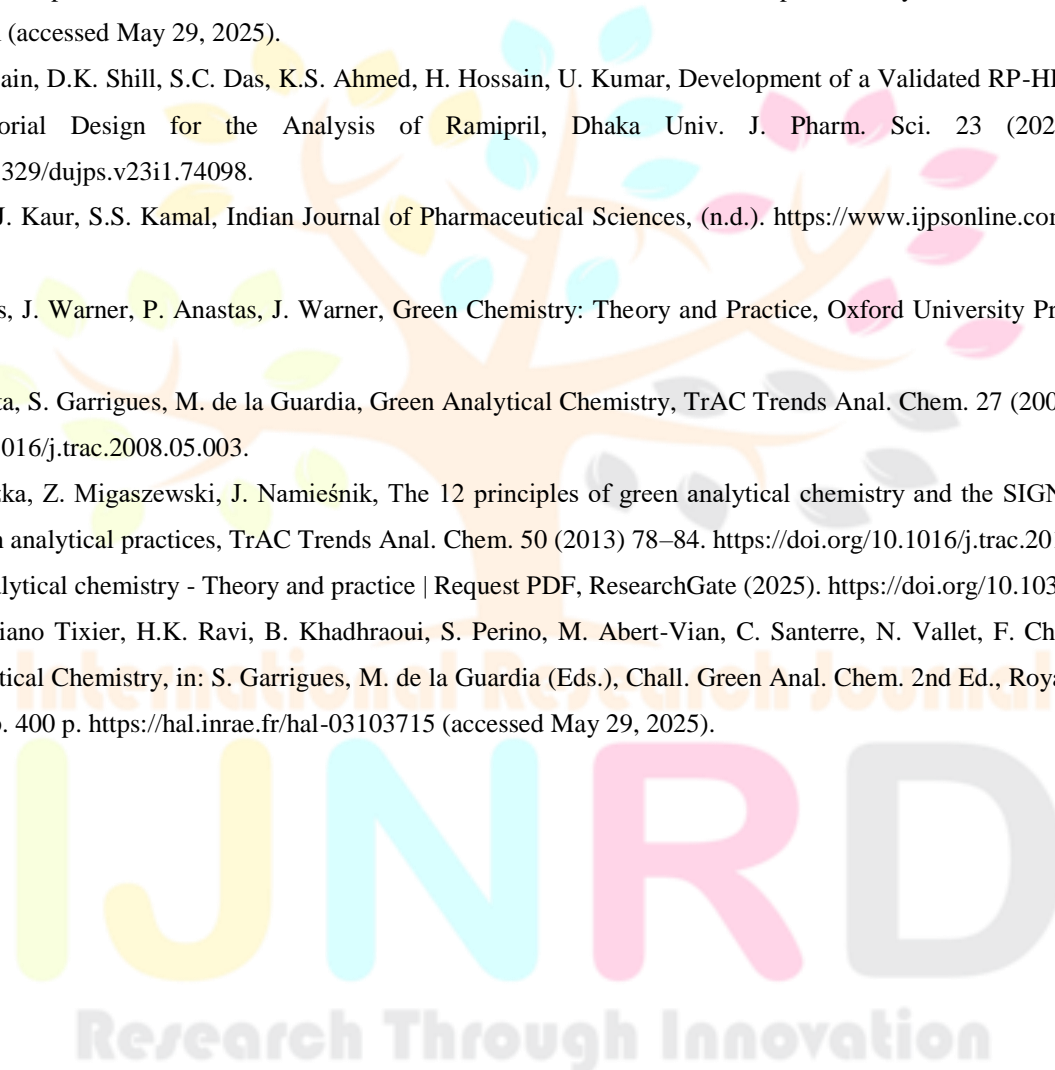 (accessed May 29, 2025).
ain, D.K. Shill, S.C. Das, K.S. Ahmed, H. Hossain, U. Kumar, Development of a Validated RP-H
orial Design for the Analysis of Ramipril, Dhaka Univ. J. Pharm. Sci. 23 (202
329/dujps.v23i1.74098.
J. Kaur, S.S. Kamal, Indian Journal of Pharmaceutical Sciences, (n.d.). https://www.ijpsonline.com
s, J. Warner, P. Anastas, J. Warner, Green Chemistry: Theory and Practice, Oxford University Pr
ta, S. Garrigues, M. de la Guardia, Green Analytical Chemistry, TrAC Trends Anal. Chem. 27 (200
016/j.trac.2008.05.003.
ka, Z. Migaszewski, J. Namieśnik, The 12 principles of green analytical chemistry and the SIGN
n analytical practices, TrAC Trends Anal. Chem. 50 (2013) 78–84. https://doi.org/10.1016/j.trac.20
lytical chemistry - Theory and practice | Request PDF, ResearchGate (2025). https://doi.org/10.103
iano Tixier, H.K. Ravi, B. Khadhraoui, S. Perino, M. Abert-Vian, C. Santerre, N. Vallet, F. Ch
International Research Journal
tical Chemistry, in: S. Garrigues, M. de la Guardia (Eds.), Chall. Green Anal. Chem. 2nd Ed., Roya
. 400 p. https://hal.inrae.fr/hal-03103715 (accessed May 29, 2025).
IJNRD
Research Through Innovation